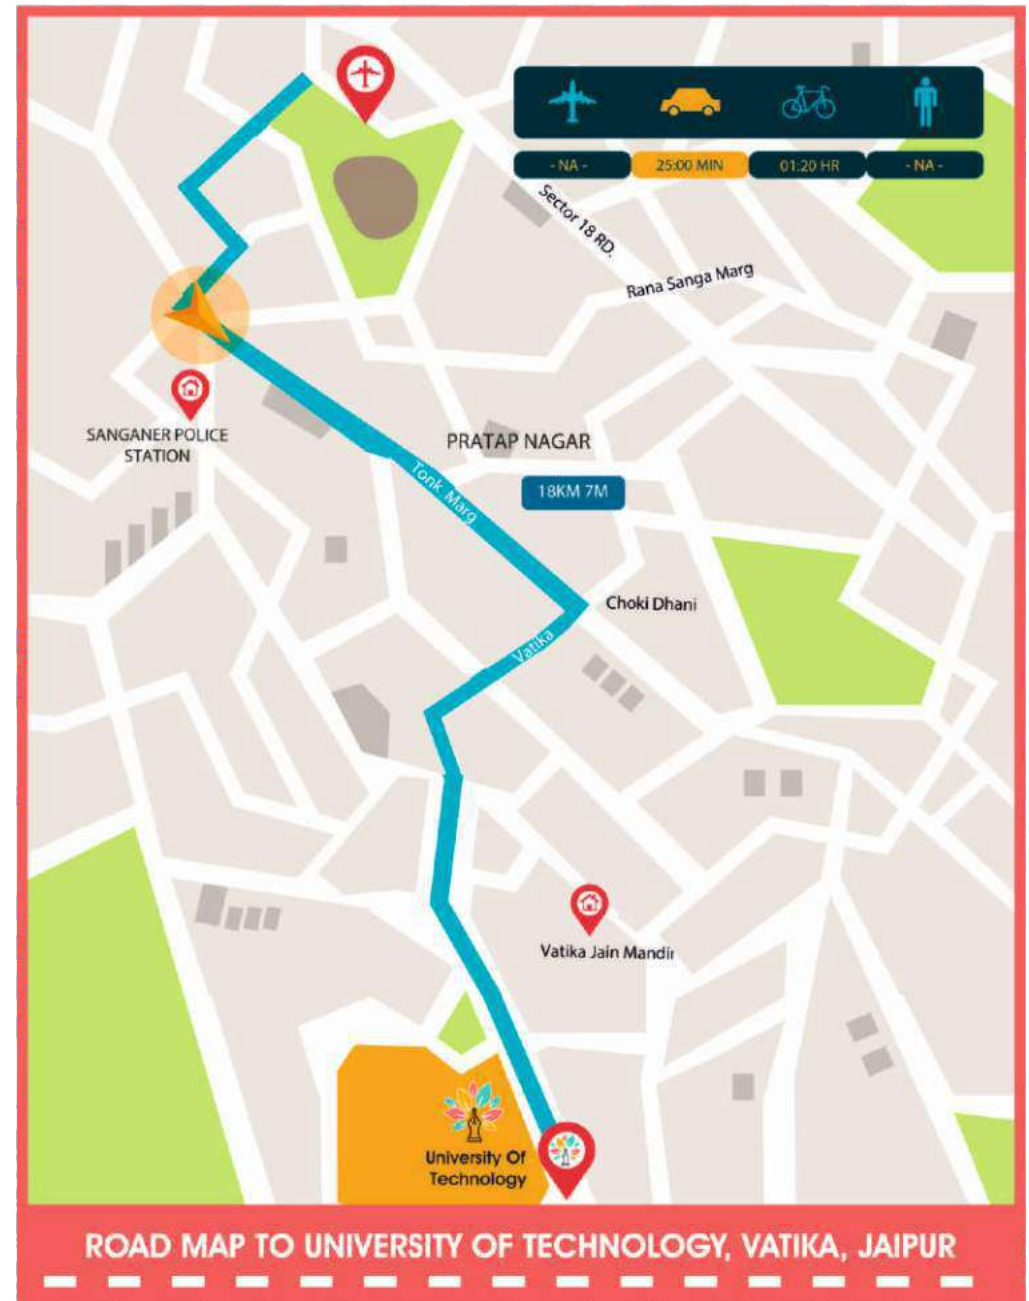 - NA -
25:00 MIN
01:20 HR
- NA -
Sector 18 RD.
Rana Sanga Marg
SANGANER POLICE
STATION
PRATAP NAGAR
Tonk Marg
18KM 7M
Choki Dhani
Vatika
Vatika Jain Mandir
University Of
Technology
ROAD MAP TO UNIVERSITY OF TECHNOLOGY, VATIKA, JAIPUR